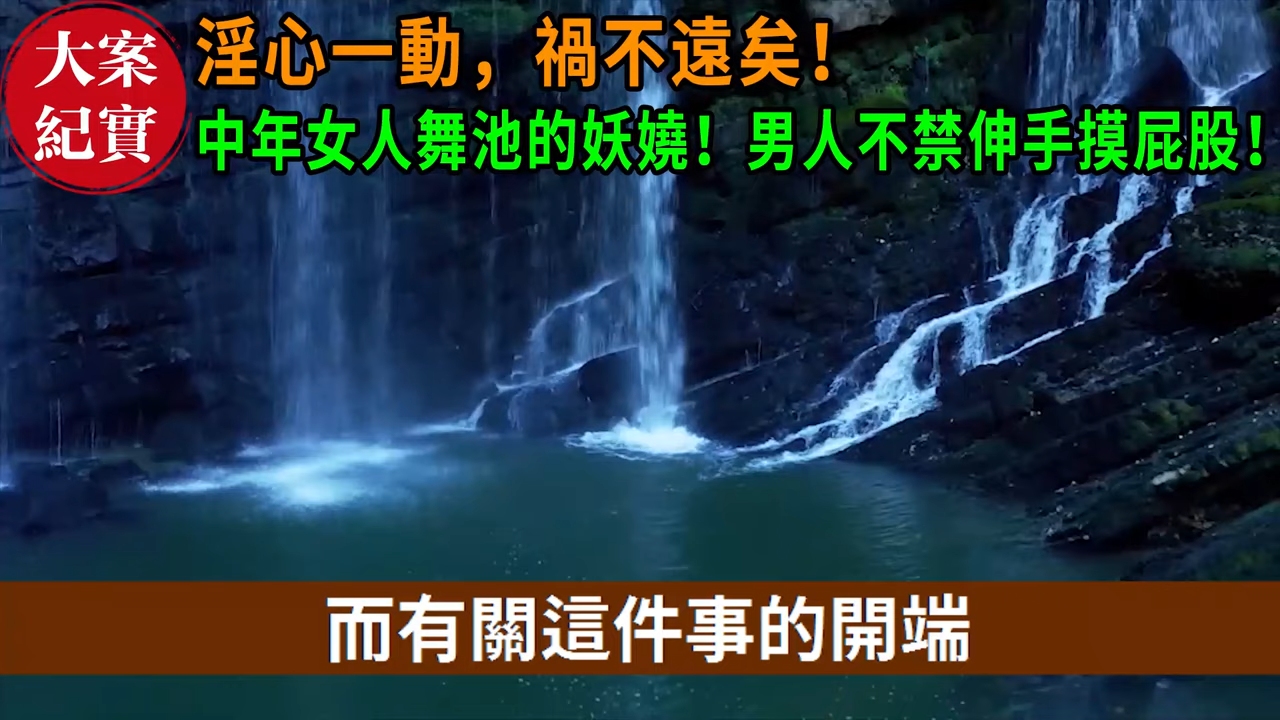 大案
紀實
淫心一動，禍不遠矣！
中年女人舞池的妖嬈！男人不禁伸手摸屁股！
而有關這件事的開端